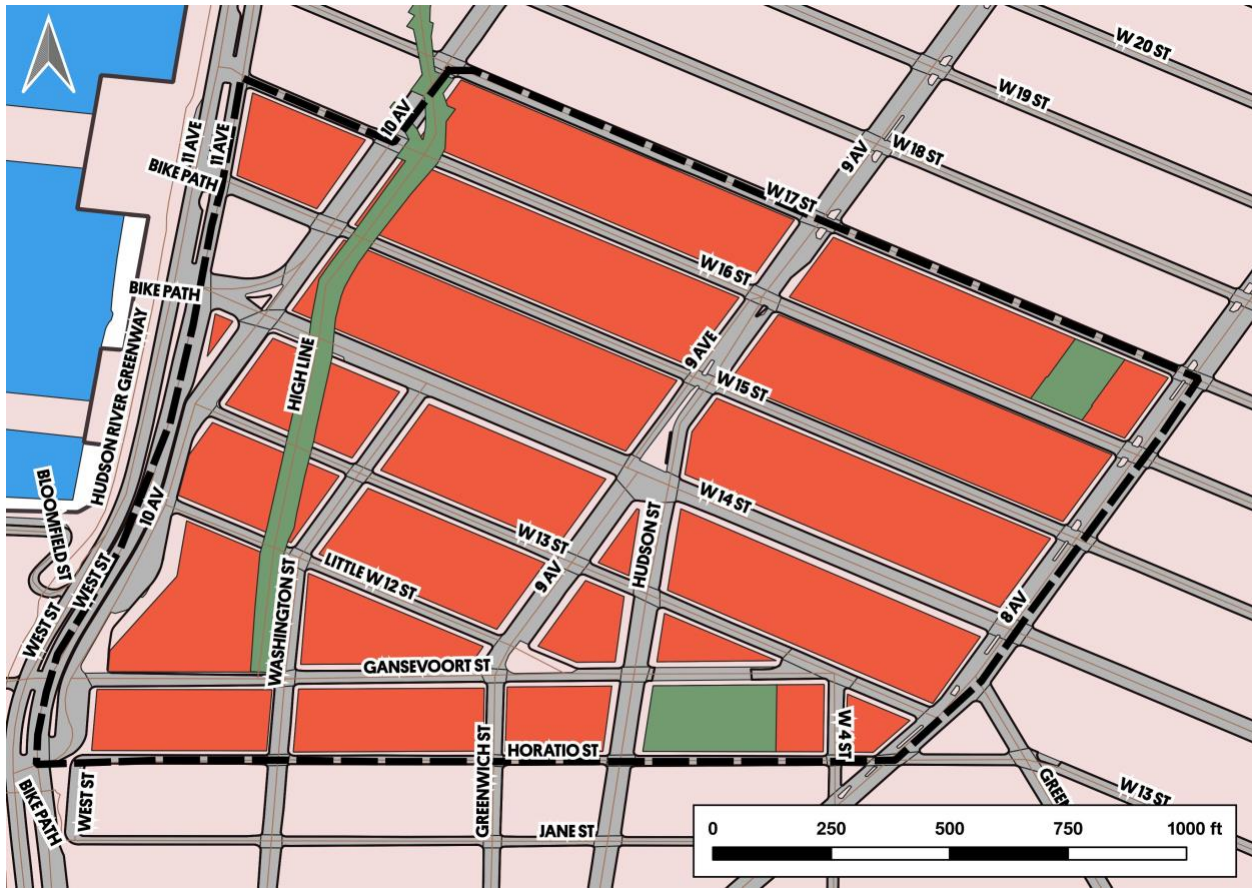 W 20 ST
W 19 ST
10 AV
11 AVE
11 AVE
9 AV
W 18 ST
BIKE PATH
W 17 ST
W 16 ST
BIKE PATH
HUDSON RIVER GREENWAY
HIGH LINE
9 AVE
W 15 ST
BLOOMFIELD ST
10 AV
W 14 ST
W 13 ST
HUDSON ST
LITTLE W 12 ST
9 AV
WEST ST
WEST ST
WASHINGTON ST
8 AV
GANSEVOORT ST
W 4 ST
HORATIO ST
GREENWICH ST
BIKE PATH
WEST ST
JANE ST
GREEN
W 13 ST
0 250 500 750 1000 ft